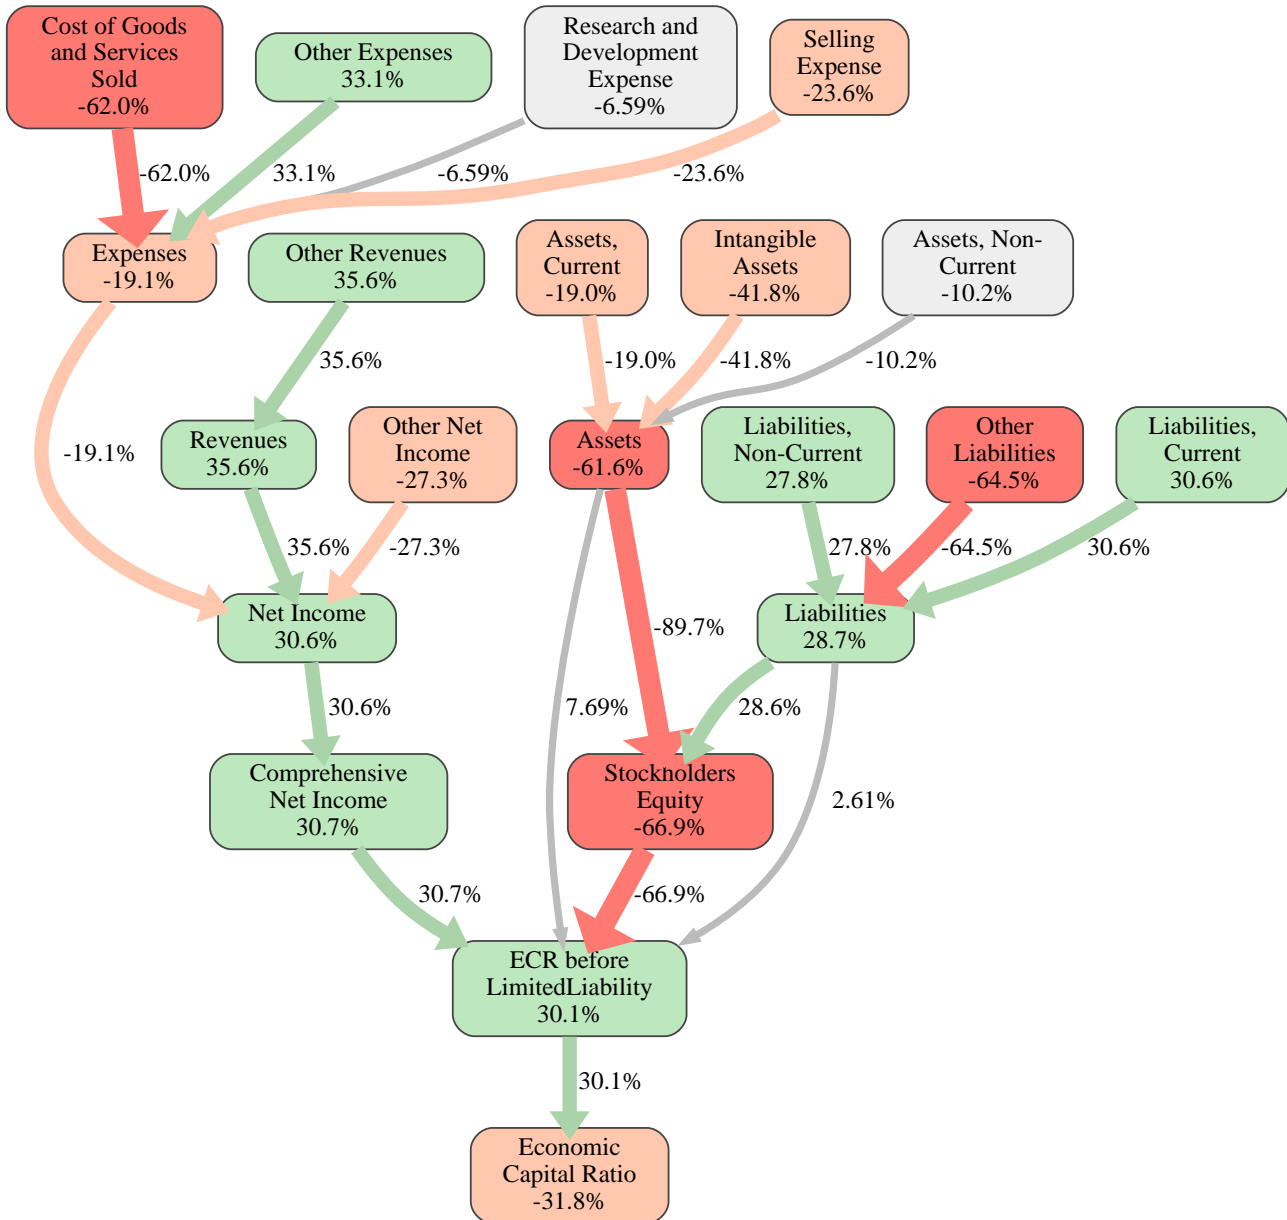 Cost of Goods
and Services
Sold
-62.0%
Other Expenses
33.1%
Research and
Development
Expense
-6.59%
Selling
Expense
-23.6%
-62.0%
33.1%
-6.59%
-23.6%
Expenses
-19.1%
Other Revenues
35.6%
Assets,
Current
-19.0%
Intangible
Assets
-41.8%
Assets, Non-
Current
-10.2%
35.6%
-19.0%
-41.8%
-10.2%
-19.1%
Revenues
35.6%
Other Net
Income
-27.3%
Assets
-61.6%
Liabilities,
Non-Current
27.8%
Other
Liabilities
-64.5%
Liabilities,
Current
30.6%
35.6%
-27.3%
27.8%
-64.5%
30.6%
Net Income
30.6%
-89.7%
Liabilities
28.7%
30.6%
7.69%
28.6%
Comprehensive
Net Income
30.7%
Stockholders
Equity
-66.9%
2.61%
30.7%
-66.9%
ECR before
LimitedLiability
30.1%
30.1%
Economic
Capital Ratio
-31.8%